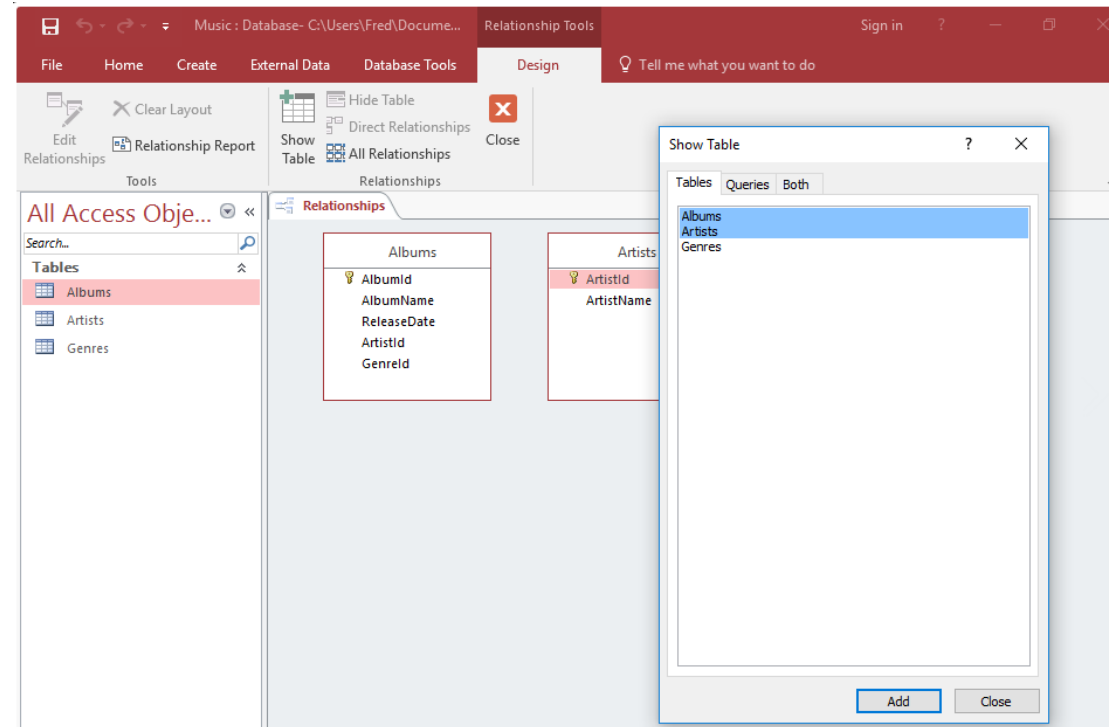 Music : Database- C:\Users\Fred\Docume...
Relationship Tools
Sign in ?
File Home Create External Data Database Tools Design Tell me what you want to do
Edit
Relationships
Clear Layout
Relationship Report
Tools
Show
Table
Hide Table
Direct Relationships
All Relationships
Close
Relationships
All Access Obje...
Search...
Tables
Albums
Artists
Genres
Relationships
Albums
AlbumId
AlbumName
ReleaseDate
ArtistId
GenreId
Artists
ArtistId
ArtistName
Show Table ?
Tables Queries Both
Albums
Artists
Genres
Add Close